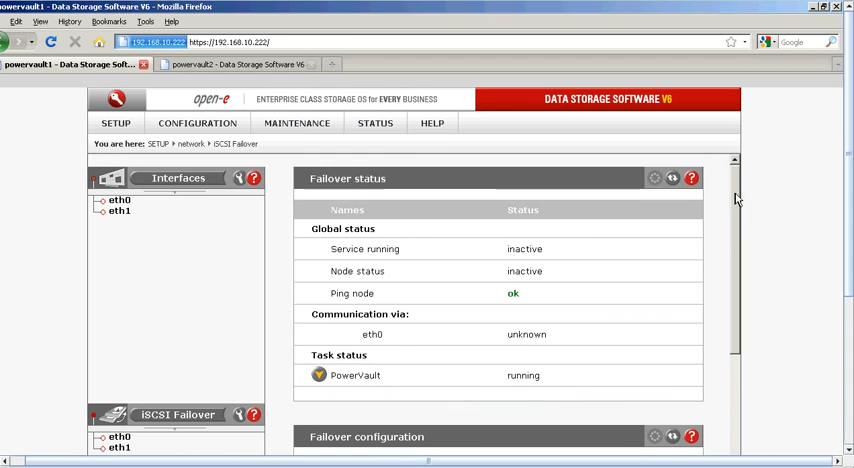 powervault1 - Data Storage Software V6 - Mozilla Firefox
Edit View History Bookmarks Tools Help
192.168.10.222 https://192.168.10.222/
Google
powervault1 - Data Storage Soft...
powervault2 - Data Storage Software V6
open-e ENTERPRISE CLASS STORAGE OS for EVERY BUSINESS
DATA STORAGE SOFTWARE V6
SETUP CONFIGURATION MAINTENANCE STATUS HELP
You are here: SETUP network iSCSI Failover
Interfaces
eth0
eth1
iSCSI Failover
eth0
eth1
Failover status
Names Status
Global status
Service running inactive
Node status inactive
Ping node ok
Communication via:
eth0 unknown
Task status
PowerVault running
Failover configuration